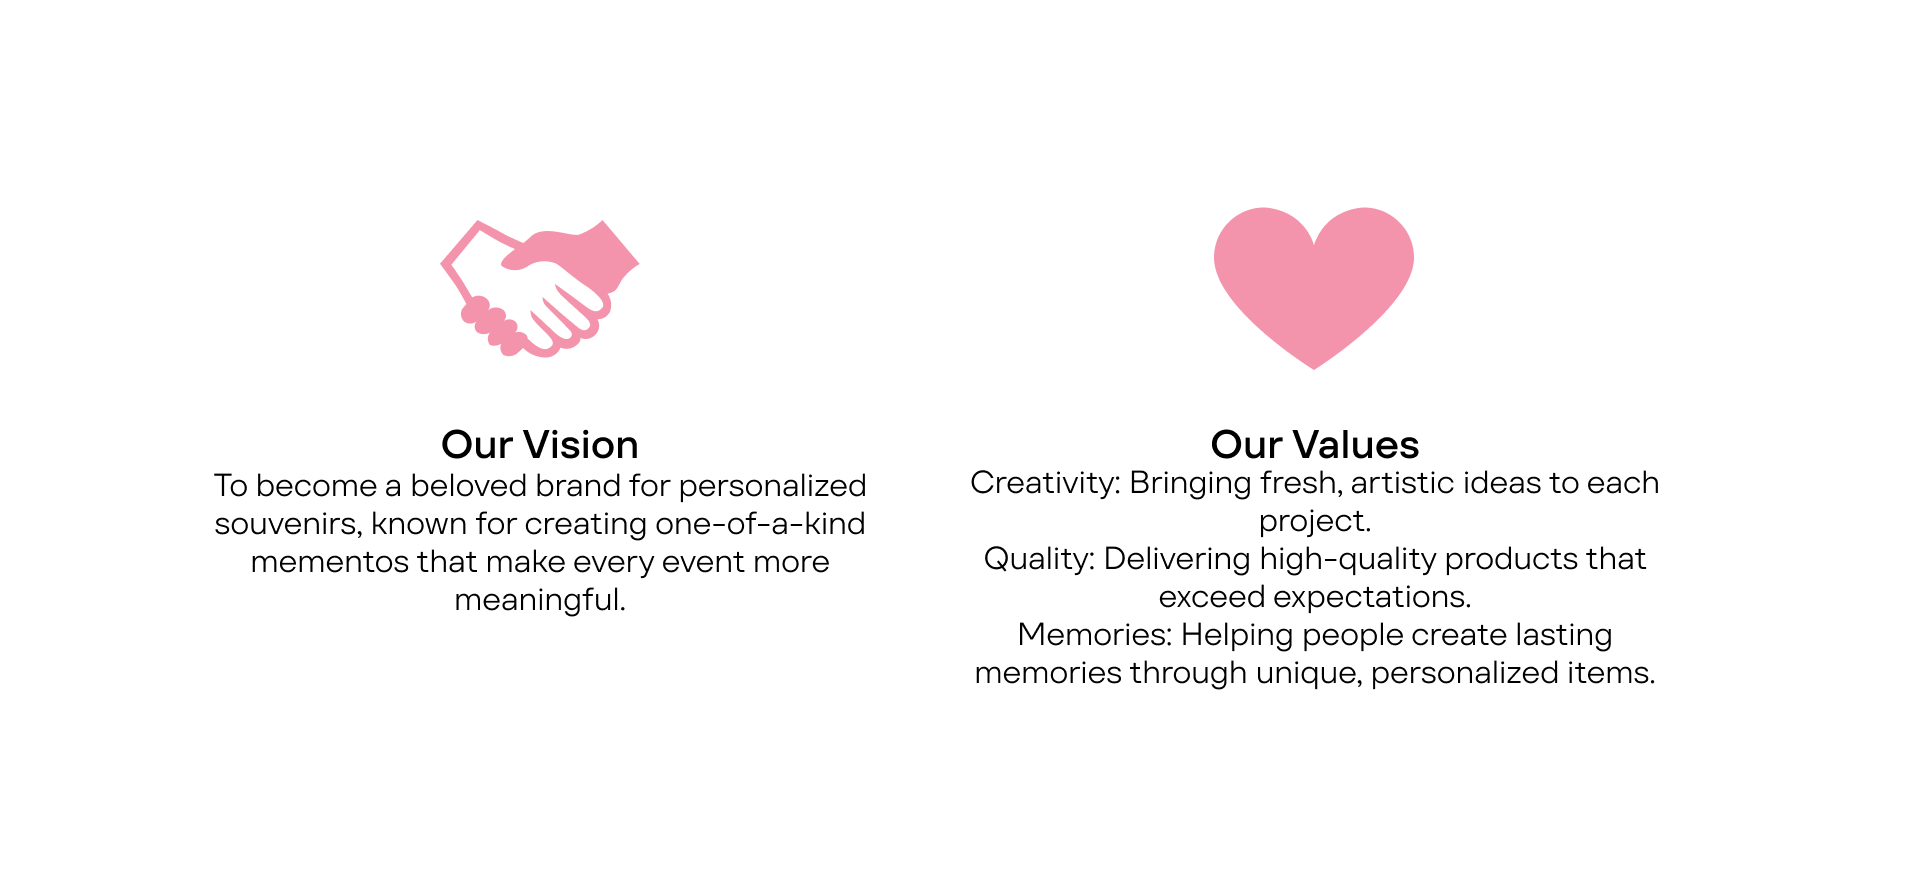 Our Vision
To become a beloved brand for personalized
souvenirs, known for creating one-of-a-kind
mementos that make every event more
meaningful.
Our Values
Creativity: Bringing fresh, artistic ideas to each
project.
Quality: Delivering high-quality products that
exceed expectations.
Memories: Helping people create lasting
memories through unique, personalized items.